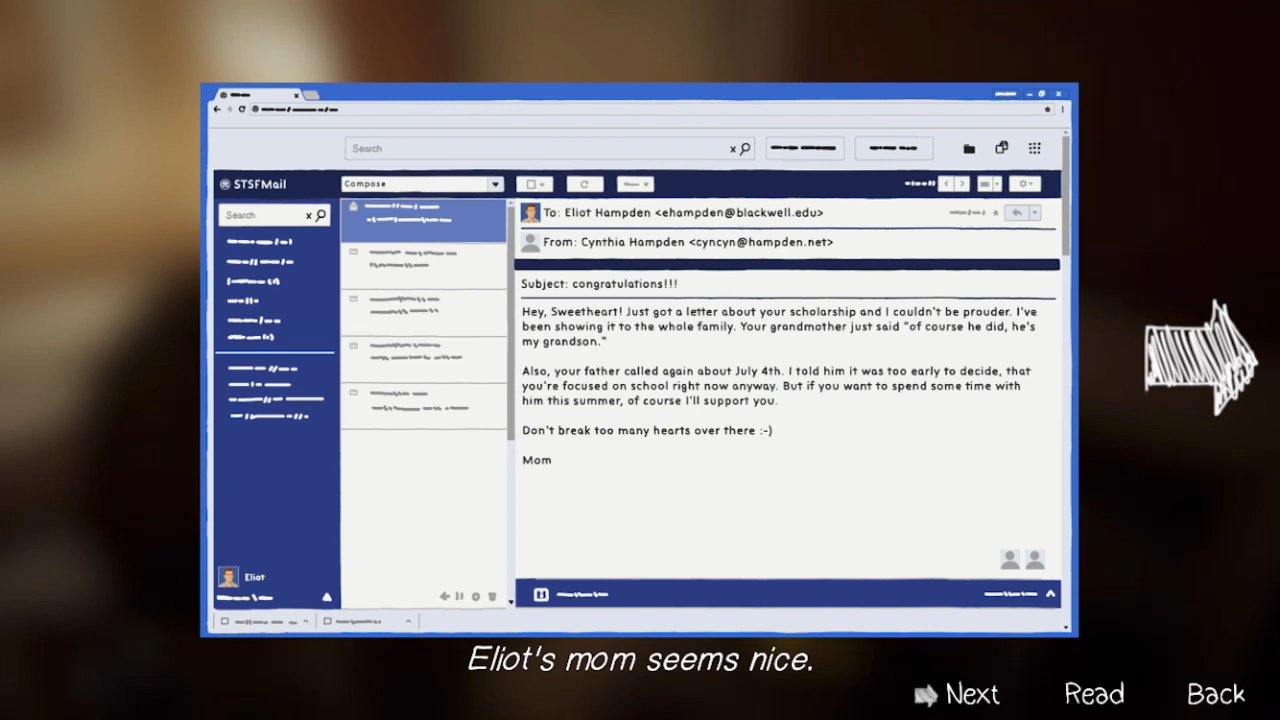 Search
STSFMail
Compose
Search
To: Eliot Hampden <ehampden@blackwell.edu>
From: Cynthia Hampden <cyncyn@hampden.net>
Subject: congratulations!!!
Hey, Sweetheart! Just got a letter about your scholarship and I couldn't be prouder. I've
been showing it to the whole family. Your grandmother just said "of course he did, he's
my grandson."
Also, your father called again about July 4th. I told him it was too early to decide, that
you're focused on school right now anyway. But if you want to spend some time with
him this summer, of course I'll support you.
Don't break too many hearts over there :-)
Mom
Eliot
Eliot's mom seems nice.
Next
Read
Back